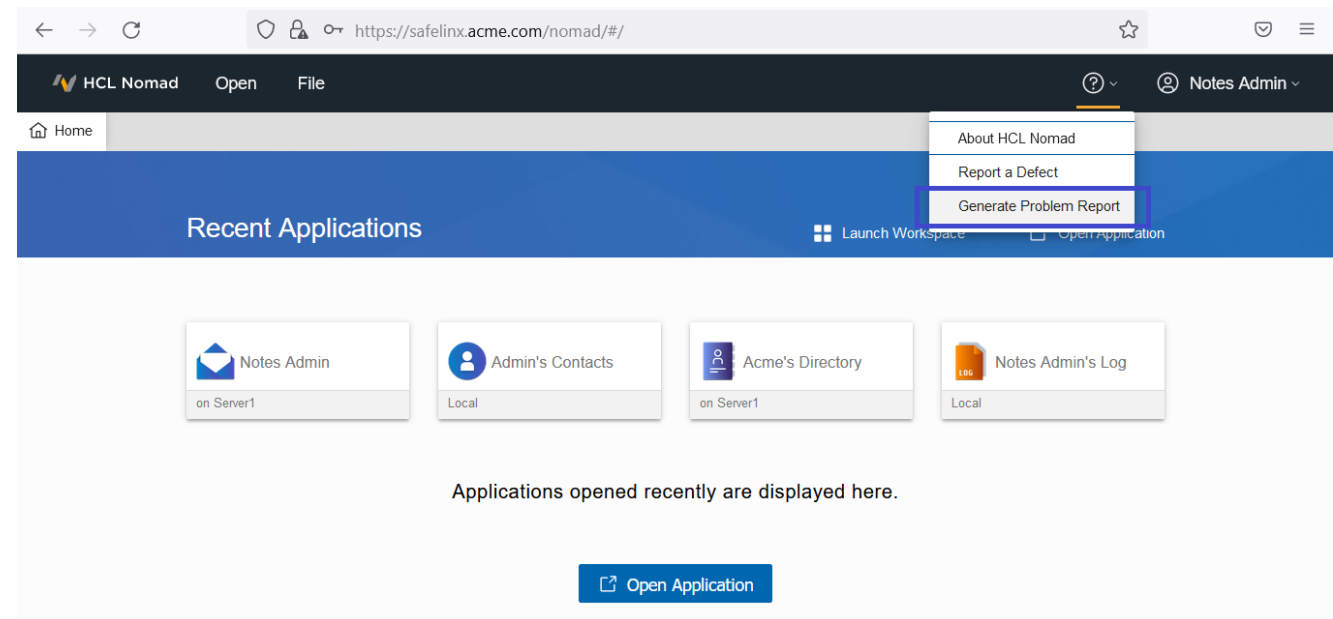 https://safelinx.acme.com/nomad/#/
HCL Nomad Open File Notes Admin
Home
About HCL Nomad
Report a Defect
Generate Problem Report
Recent Applications
Launch Workspace Open Application
Notes Admin Admin's Contacts Acme's Directory LOG Notes Admin's Log
on Server1 Local on Server1 Local
Applications opened recently are displayed here.
Open Application